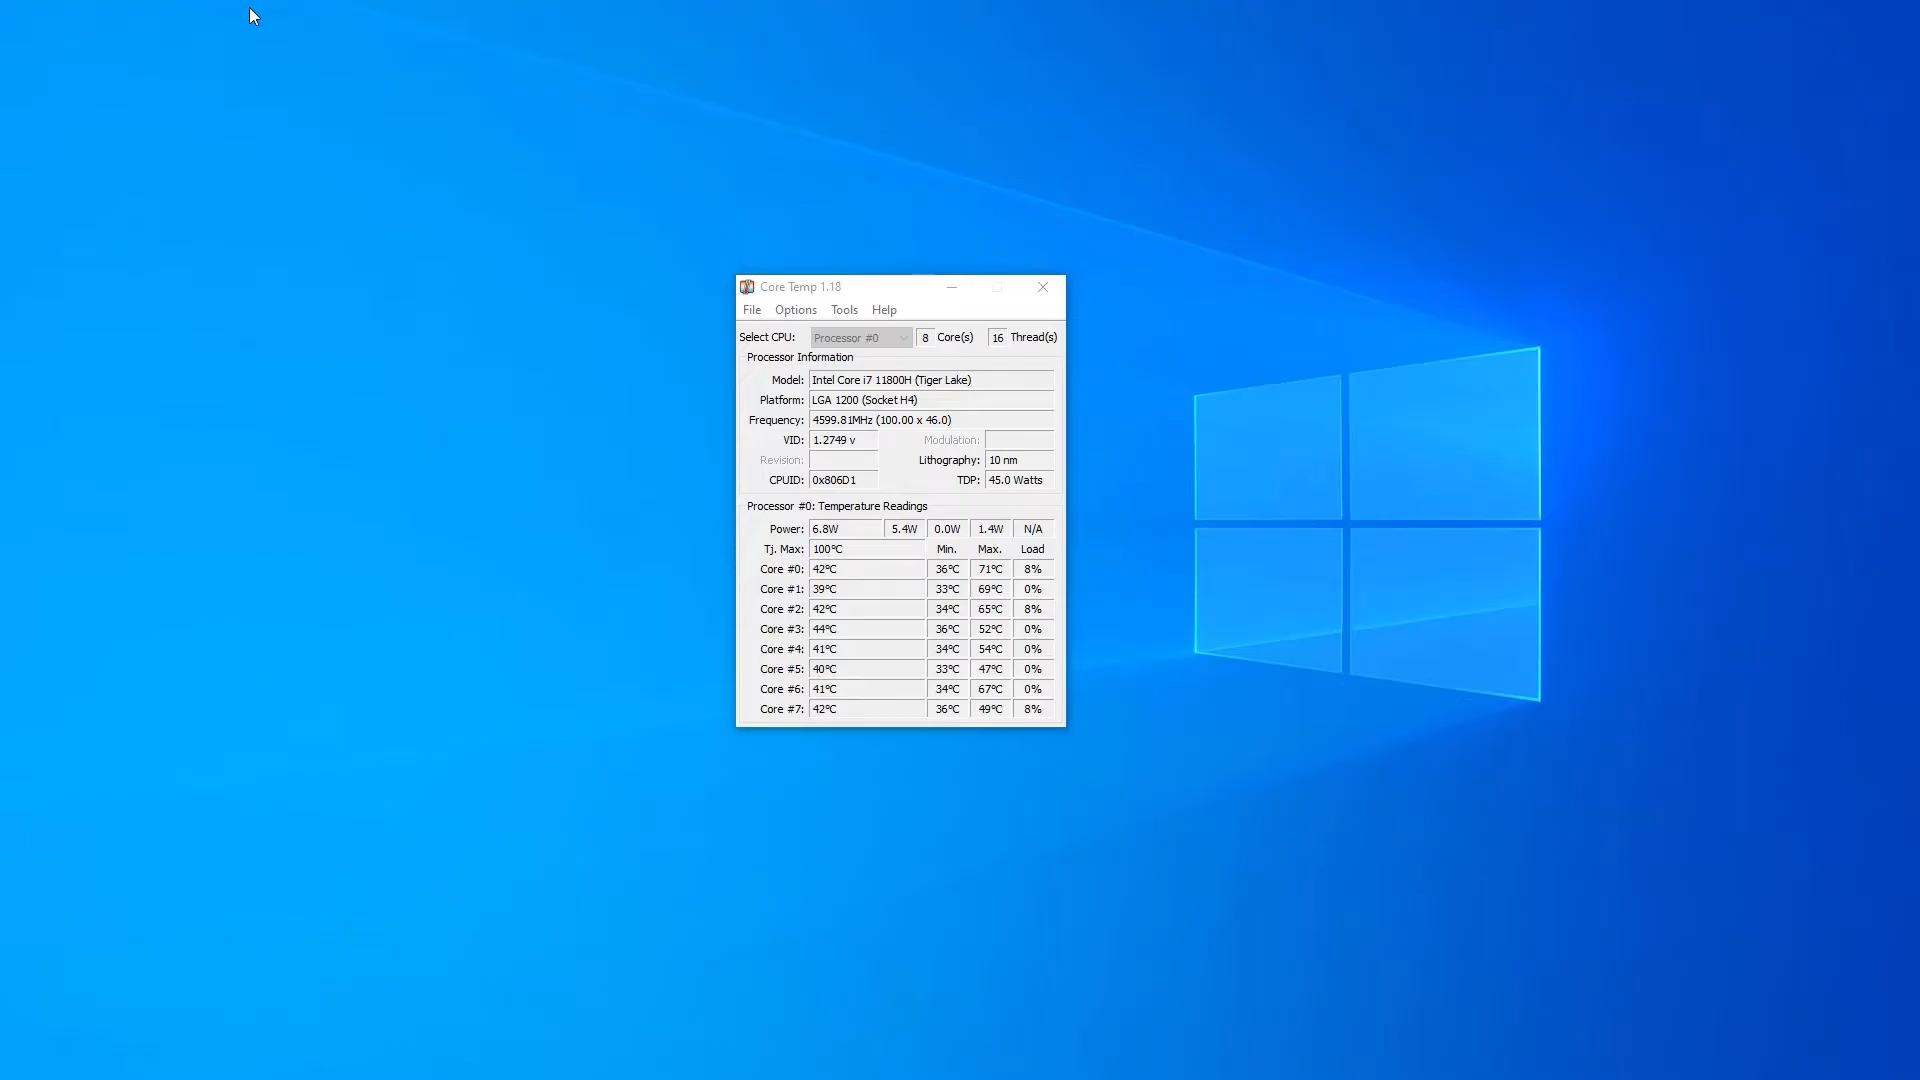 Core Temp 1.18
File Options Tools Help
Select CPU: Processor #0 8 Core(s) 16 Thread(s)
Processor Information
Model: Intel Core i7 11800H (Tiger Lake)
Platform: LGA 1200 (Socket H4)
Frequency: 4599.81MHz (100.00 x 46.0)
VID: 1.2749 v Modulation:
Revision: Lithography: 10 nm
CPUID: 0x806D1 TDP: 45.0 Watts
Processor #0: Temperature Readings
Power: 6.8W 5.4W 0.0W 1.4W N/A
Tj. Max: 100°C Min. Max. Load
Core #0: 42°C 36°C 71°C 8%
Core #1: 39°C 33°C 69°C 0%
Core #2: 42°C 34°C 65°C 8%
Core #3: 44°C 36°C 52°C 0%
Core #4: 41°C 34°C 54°C 0%
Core #5: 40°C 33°C 47°C 0%
Core #6: 41°C 34°C 67°C 0%
Core #7: 42°C 36°C 49°C 8%